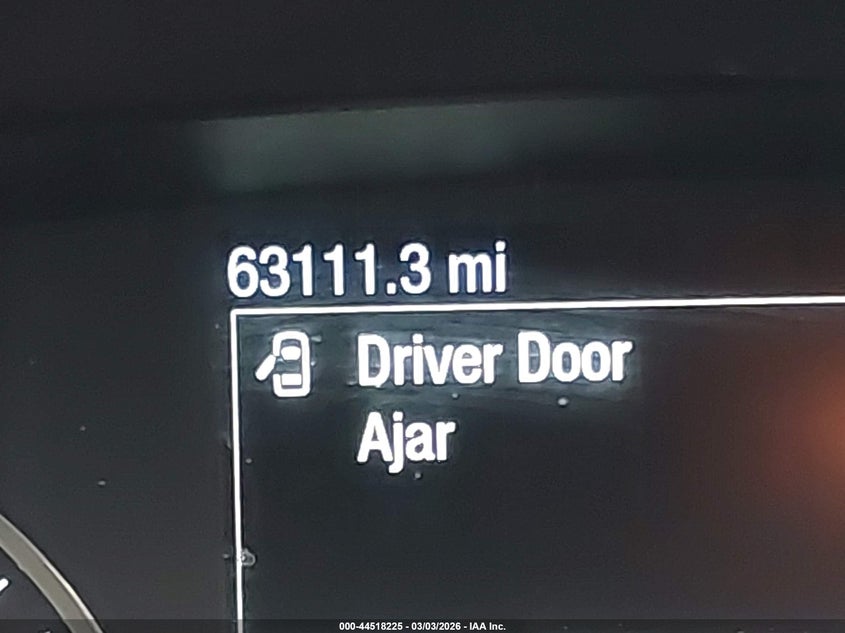 63111.3 mi
Driver Door
Ajar
000-44518225 - 03/03/2026 - IAA Inc.